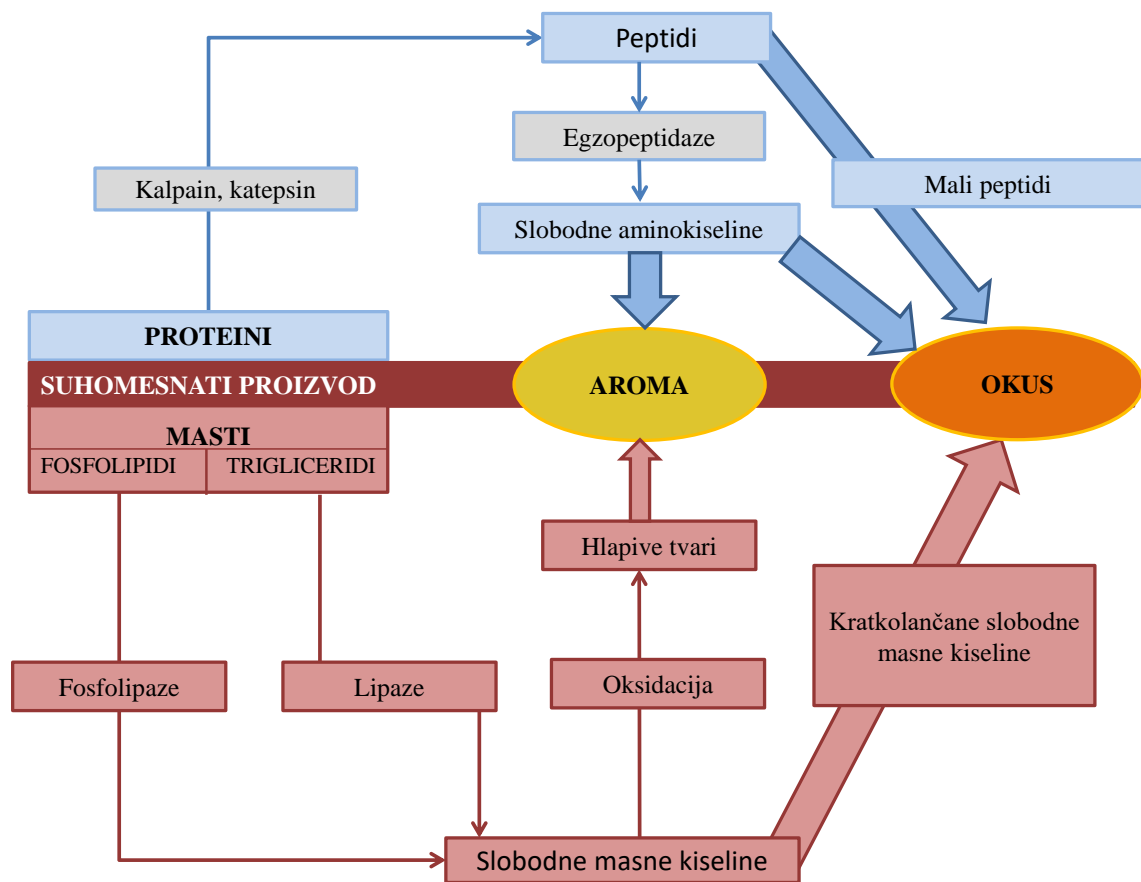 Peptidi
Egzopeptidaze
Kalpain, katepsin
Mali peptidi
Slobodne aminokiseline
PROTEINI
SUHOMESNATI PROIZVOD
AROMA
OKUS
MASTI
FOSFOLIPIDI
TRIGLICERIDI
Hlapive tvari
Kratkolančane slobodne
masne kiseline
Fosfolipaze
Lipaze
Oksidacija
Slobodne masne kiseline